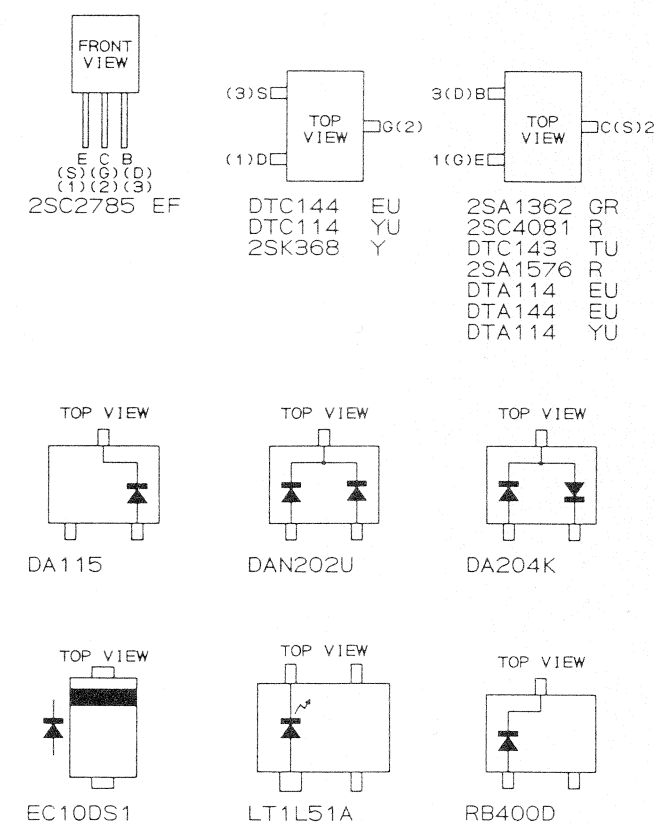 FRONT
VIEW
E C B
(S)(G)(D)
(1)(2)(3)
2SC2785 EF
(3)S
TOP
VIEW
G(2)
(1)D
DTC144 EU
DTC114 YU
2SK368 Y
3(D)B
TOP
VIEW
C(S)2
1(G)E
2SA1362 GR
2SC4081 R
DTC143 TU
2SA1576 R
DTA114 EU
DTA144 EU
DTA114 YU
TOP VIEW
DA115
TOP VIEW
DAN202U
TOP VIEW
DA204K
TOP VIEW
EC10DS1
TOP VIEW
LT1L51A
TOP VIEW
RB400D